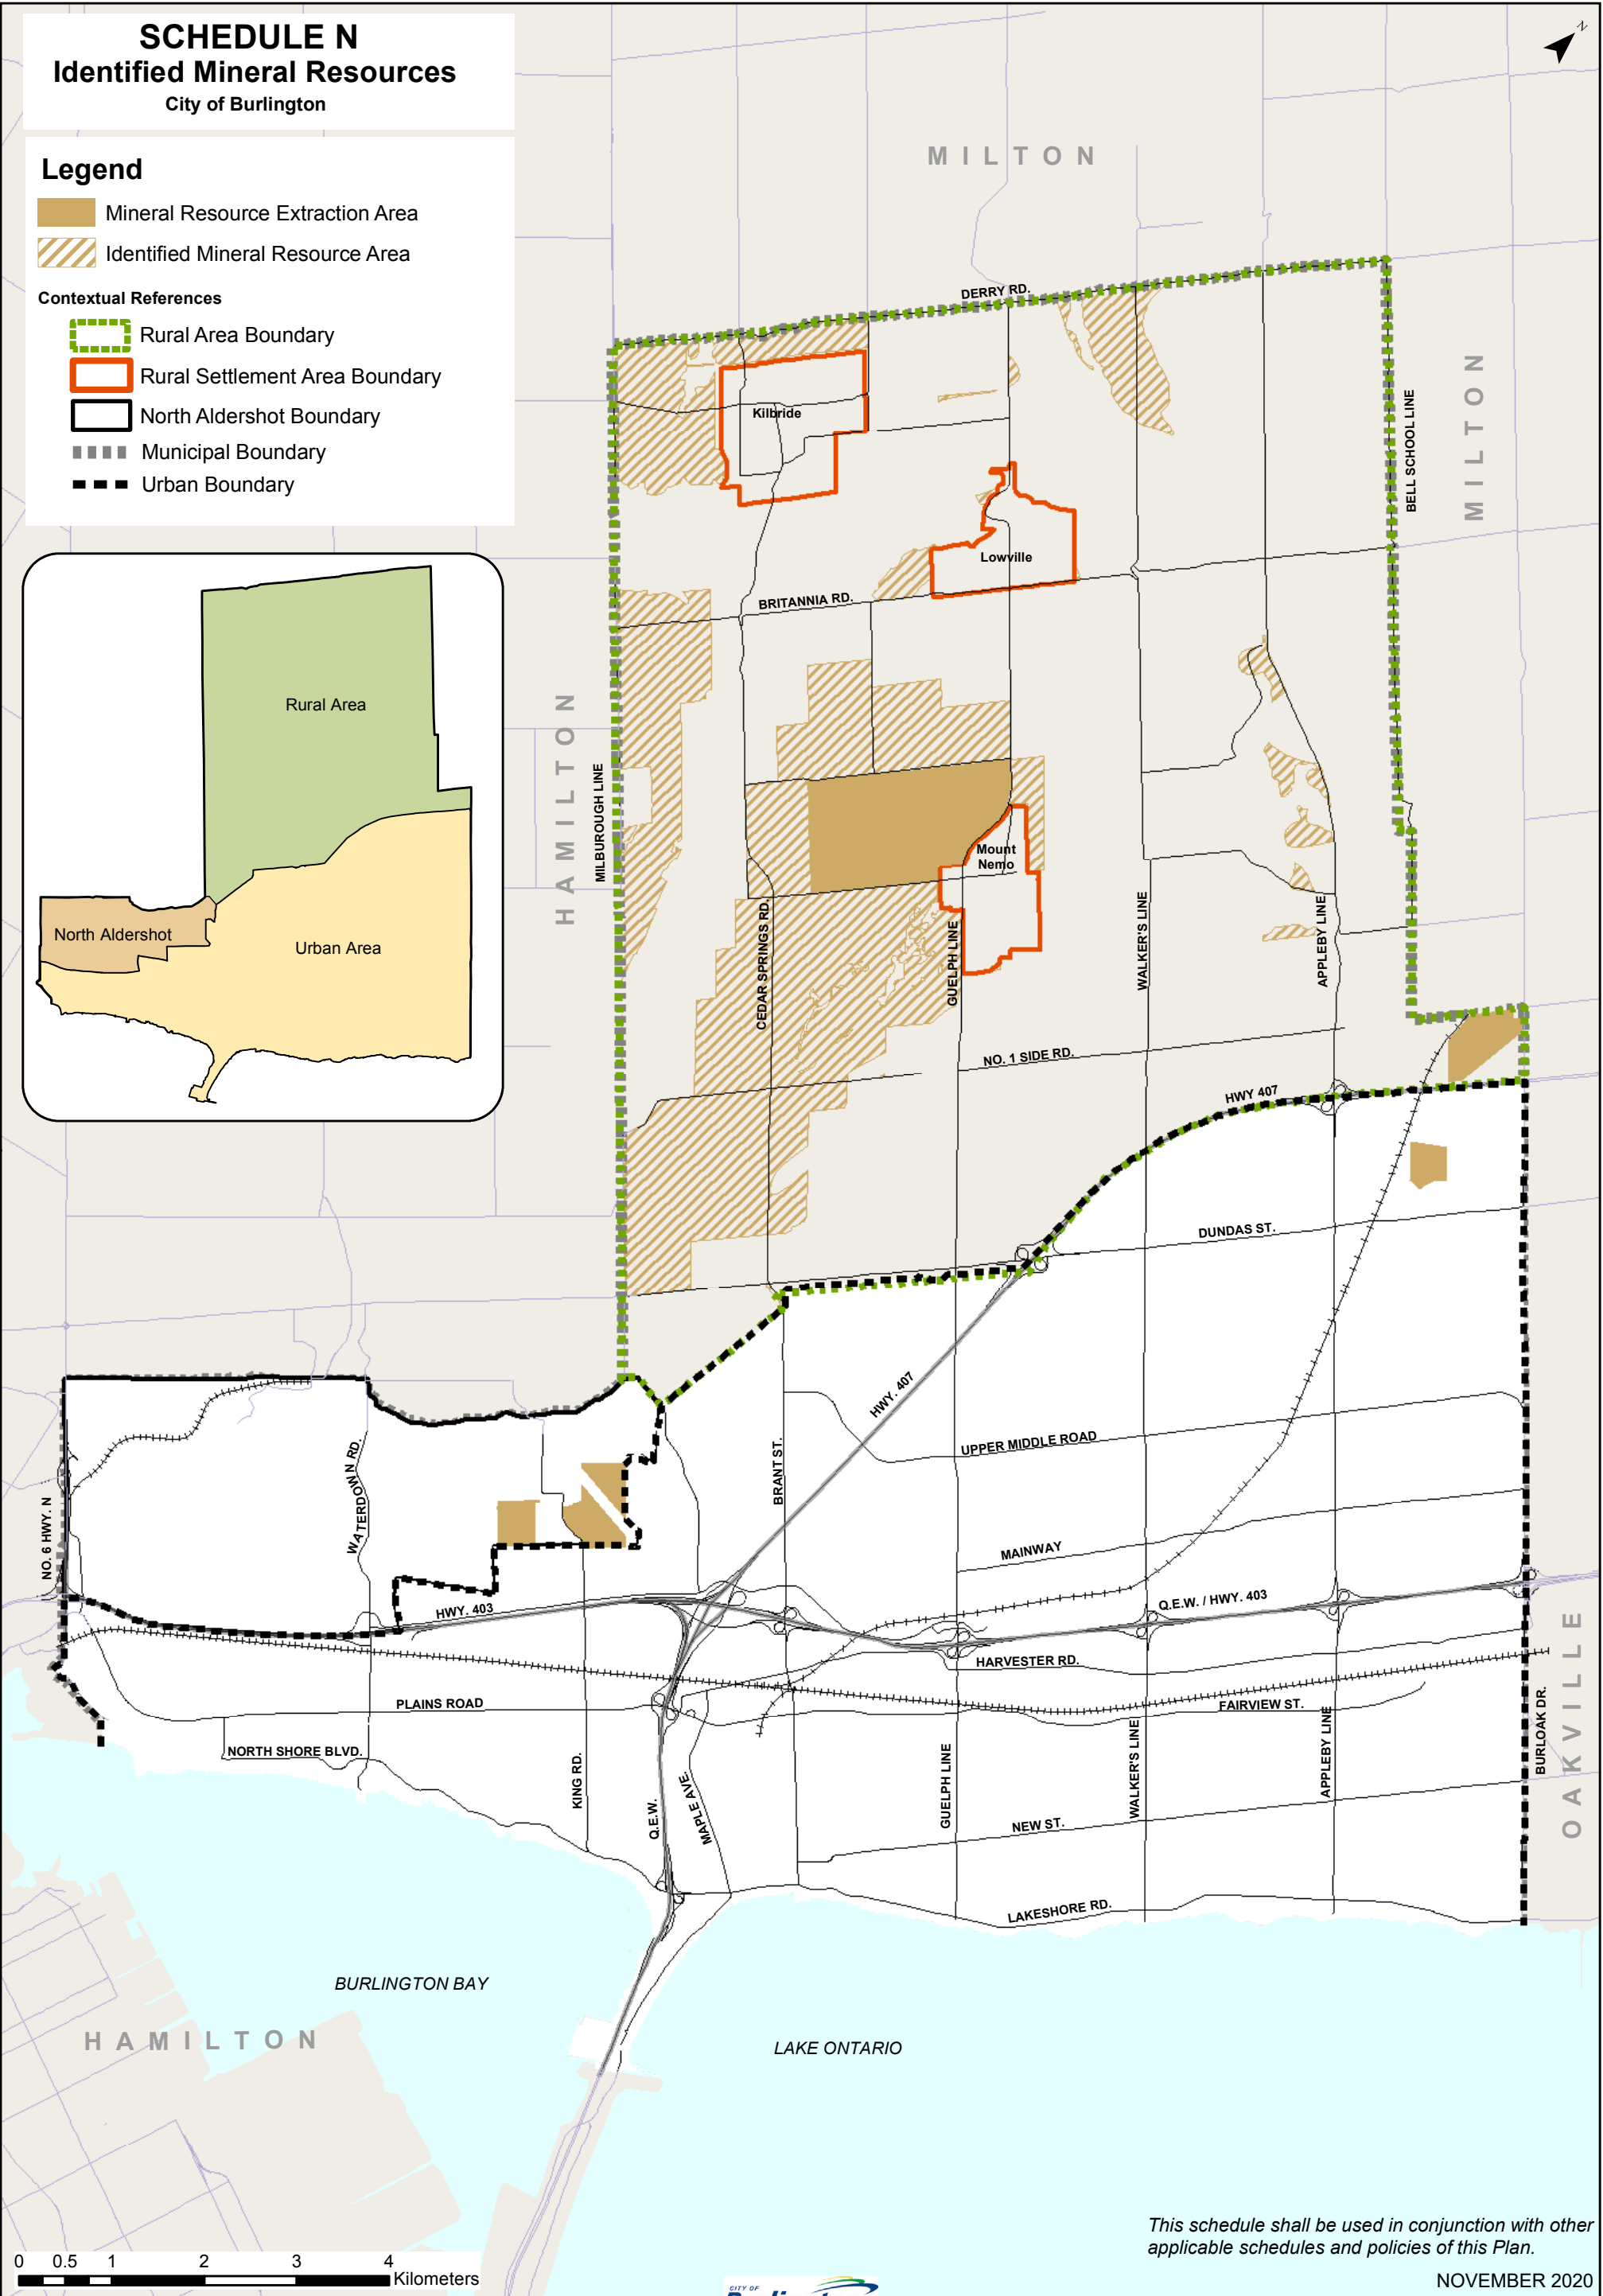 SCHEDULE N
Identified Mineral Resources
City of Burlington
Legend
Mineral Resource Extraction Area
Identified Mineral Resource Area
Contextual References
Rural Area Boundary
Rural Settlement Area Boundary
North Aldershot Boundary
Municipal Boundary
Urban Boundary
Rural Area
North Aldershot
Urban Area
N
MILTON
DERRY RD.
Kilbride
BELL SCHOOL LINE
MILTON
Lowville
BRITANNIA RD.
HAMILTON
MILBOROUGH LINE
Mount
Nemo
CEDAR SPRINGS RD.
GUELPH LINE
WALKER'S LINE
APPLEBY LINE
NO. 1 SIDE RD.
HWY 407
DUNDAS ST.
HWY. 407
UPPER MIDDLE ROAD
BRANT ST.
WATERDOWN RD.
NO. 6 HWY. N
MAINWAY
HWY. 403
Q.E.W. / HWY. 403
HARVESTER RD.
PLAINS ROAD
FAIRVIEW ST.
NORTH SHORE BLVD.
KING RD.
Q.E.W.
MAPLE AVE.
GUELPH LINE
WALKER'S LINE
APPLEBY LINE
BURLOAK DR.
OAKVILLE
NEW ST.
LAKESHORE RD.
BURLINGTON BAY
HAMILTON
LAKE ONTARIO
This schedule shall be used in conjunction with other
applicable schedules and policies of this Plan.
NOVEMBER 2020
0 0.5 1 2 3 4
Kilometers
CITY OF